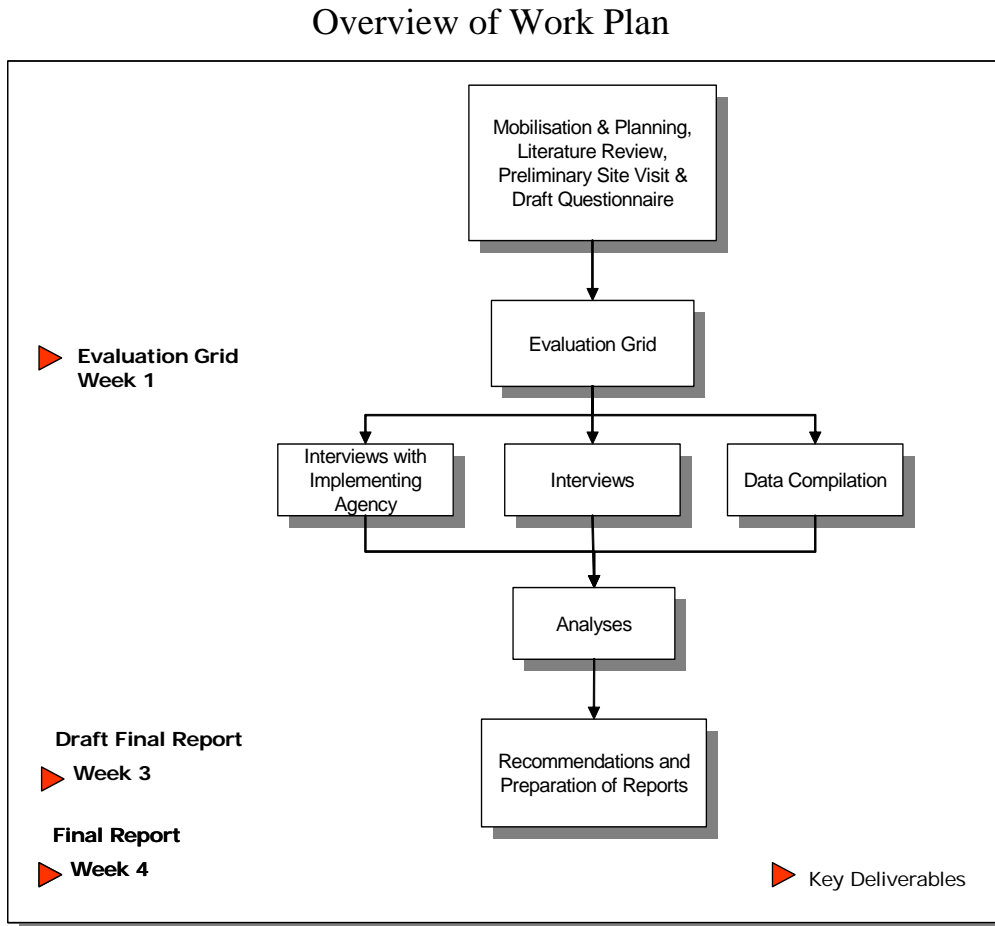 Overview of Work Plan
Mobilisation & Planning,
Literature Review,
Preliminary Site Visit &
Draft Questionnaire
Evaluation Grid
Evaluation Grid
Week 1
Interviews with
Implementing
Agency
Interviews
Data Compilation
Analyses
Draft Final Report
Week 3
Recommendations and
Preparation of Reports
Final Report
Week 4
Key Deliverables